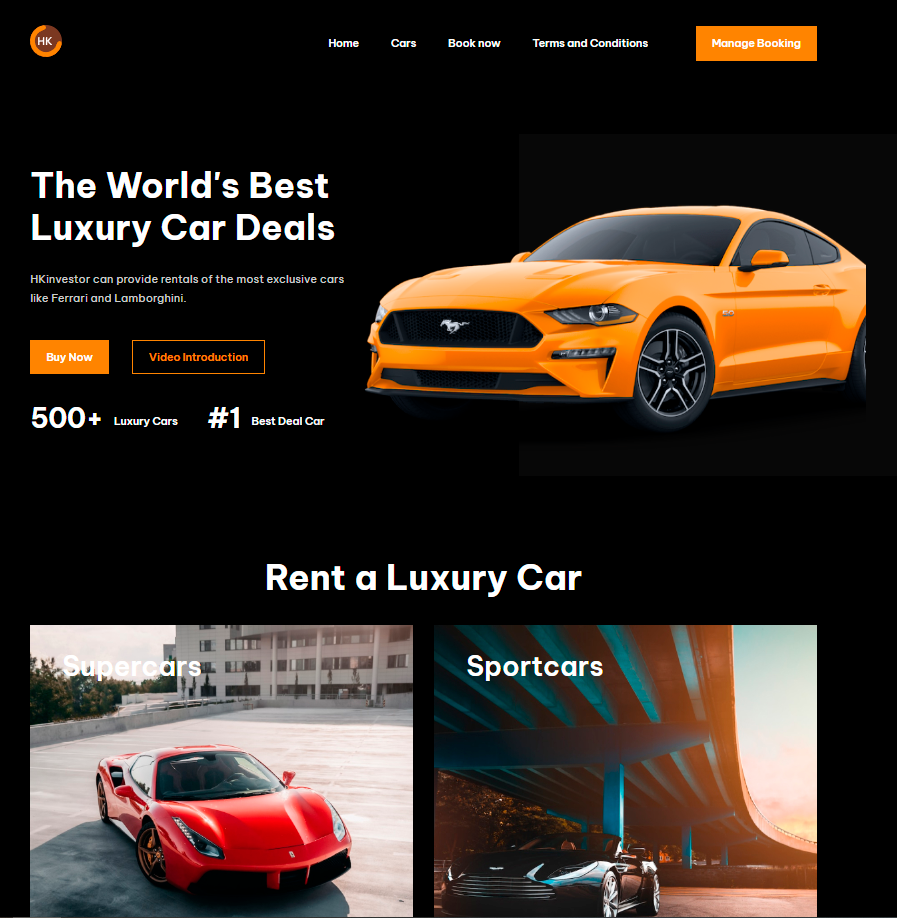 HK
Home Cars Book now Terms and Conditions Manage Booking
The World's Best
Luxury Car Deals
HKinvestor can provide rentals of the most exclusive cars
like Ferrari and Lamborghini.
Buy Now Video Introduction
500+ Luxury Cars #1 Best Deal Car
Rent a Luxury Car
Supercars Sportcars